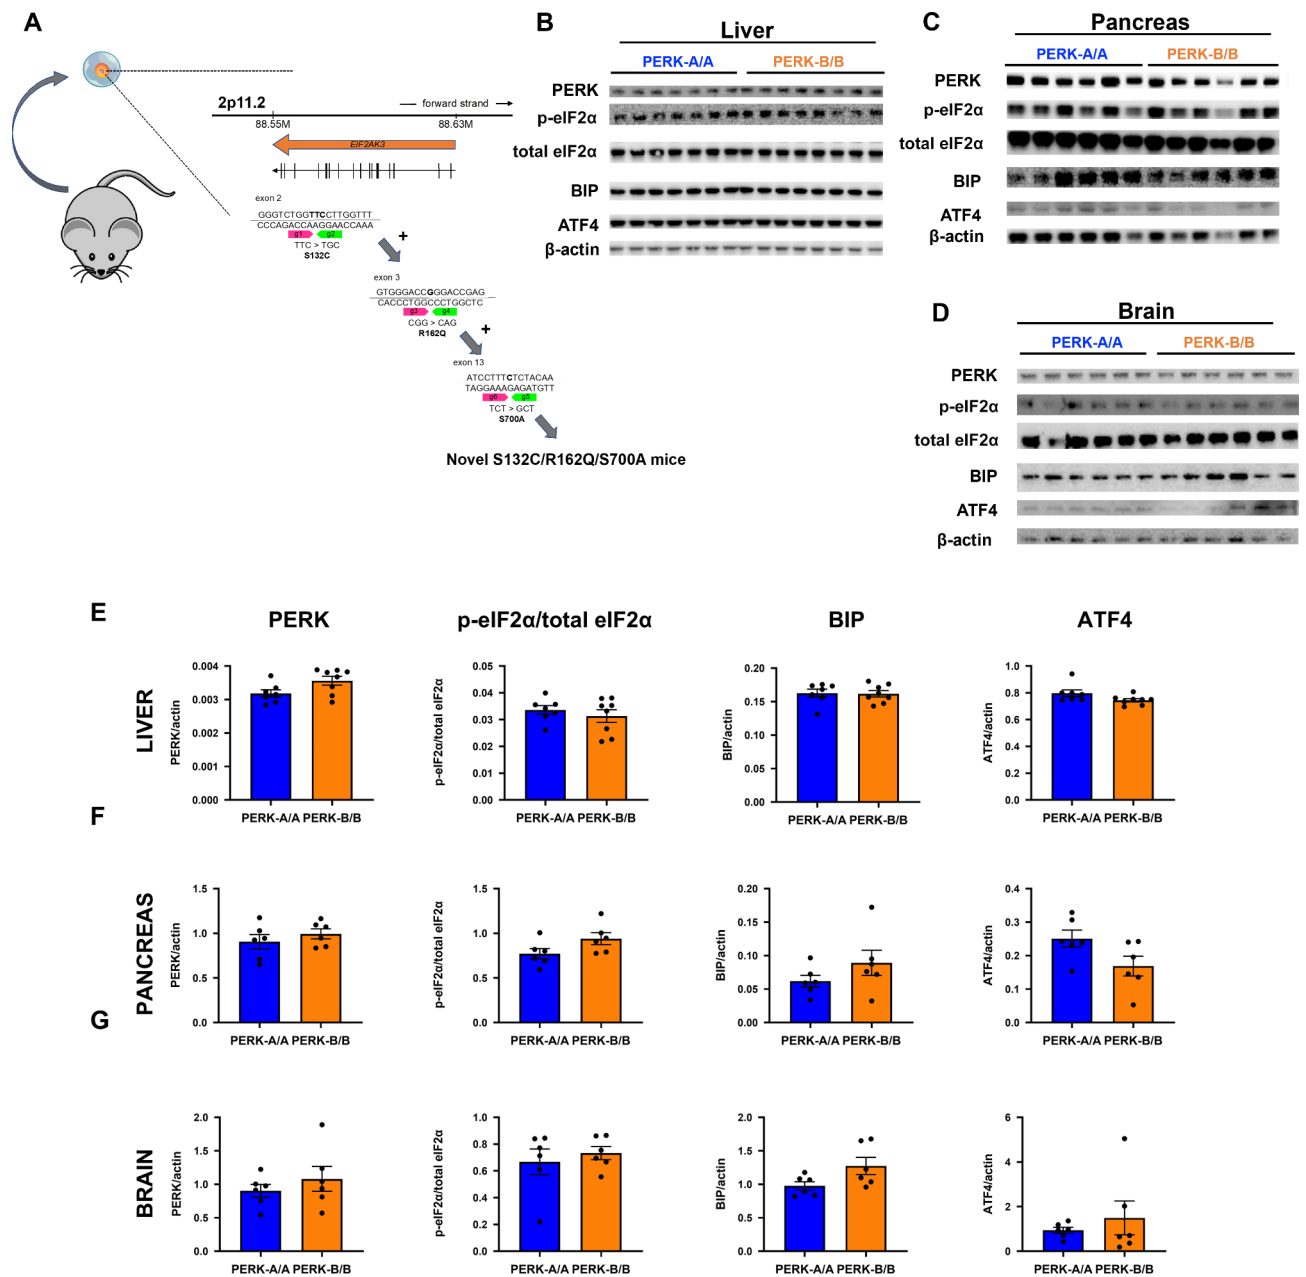 A
2p11.2
forward strand
88.55M
88.63M
EIF2AK3
exon 2
GGGTCTGGTTCCTTGGTTT
CCCAGACCAAGGAACCAAA
g1
g2
TTC > TGC
S132C
+
exon 3
GTGGGACCGGGACCGAG
CACCCTGGCCCTGGCTC
g3
g4
CGG > CAG
R162Q
+
exon 13
ATCCTTTCTCTACAA
TAGGAAAGAGATGTT
g6
g5
TCT > GCT
S700A
Novel S132C/R162Q/S700A mice
B
Liver
PERK-A/A
PERK-B/B
PERK
p-eIF2α
total eIF2α
BIP
ATF4
β-actin
C
Pancreas
PERK-A/A
PERK-B/B
PERK
p-eIF2α
total eIF2α
BIP
ATF4
β-actin
D
Brain
PERK-A/A
PERK-B/B
PERK
p-eIF2α
total eIF2α
BIP
ATF4
β-actin
E
PERK
p-eIF2α/total eIF2α
BIP
ATF4
LIVER
PERK/actin
0.004
0.003
0.002
0.001
0.000
PERK-A/A PERK-B/B
p-eIF2α/total eIF2α
0.05
0.04
0.03
0.02
0.01
0.00
PERK-A/A PERK-B/B
BIP/actin
0.20
0.15
0.10
0.05
0.00
PERK-A/A PERK-B/B
ATF4/actin
1.0
0.8
0.6
0.4
0.2
0.0
PERK-A/A PERK-B/B
F
PANCREAS
PERK/actin
1.5
1.0
0.5
0.0
PERK-A/A PERK-B/B
p-eIF2α/total eIF2α
1.5
1.0
0.5
0.0
PERK-A/A PERK-B/B
BIP/actin
0.20
0.15
0.10
0.05
0.00
PERK-A/A PERK-B/B
ATF4/actin
0.4
0.3
0.2
0.1
0.0
PERK-A/A PERK-B/B
G
BRAIN
PERK/actin
2.0
1.5
1.0
0.5
0.0
PERK-A/A PERK-B/B
p-eIF2α/total eIF2α
1.0
0.8
0.6
0.4
0.2
0.0
PERK-A/A PERK-B/B
BIP/actin
2.0
1.5
1.0
0.5
0.0
PERK-A/A PERK-B/B
ATF4/actin
6
4
2
0
PERK-A/A PERK-B/B